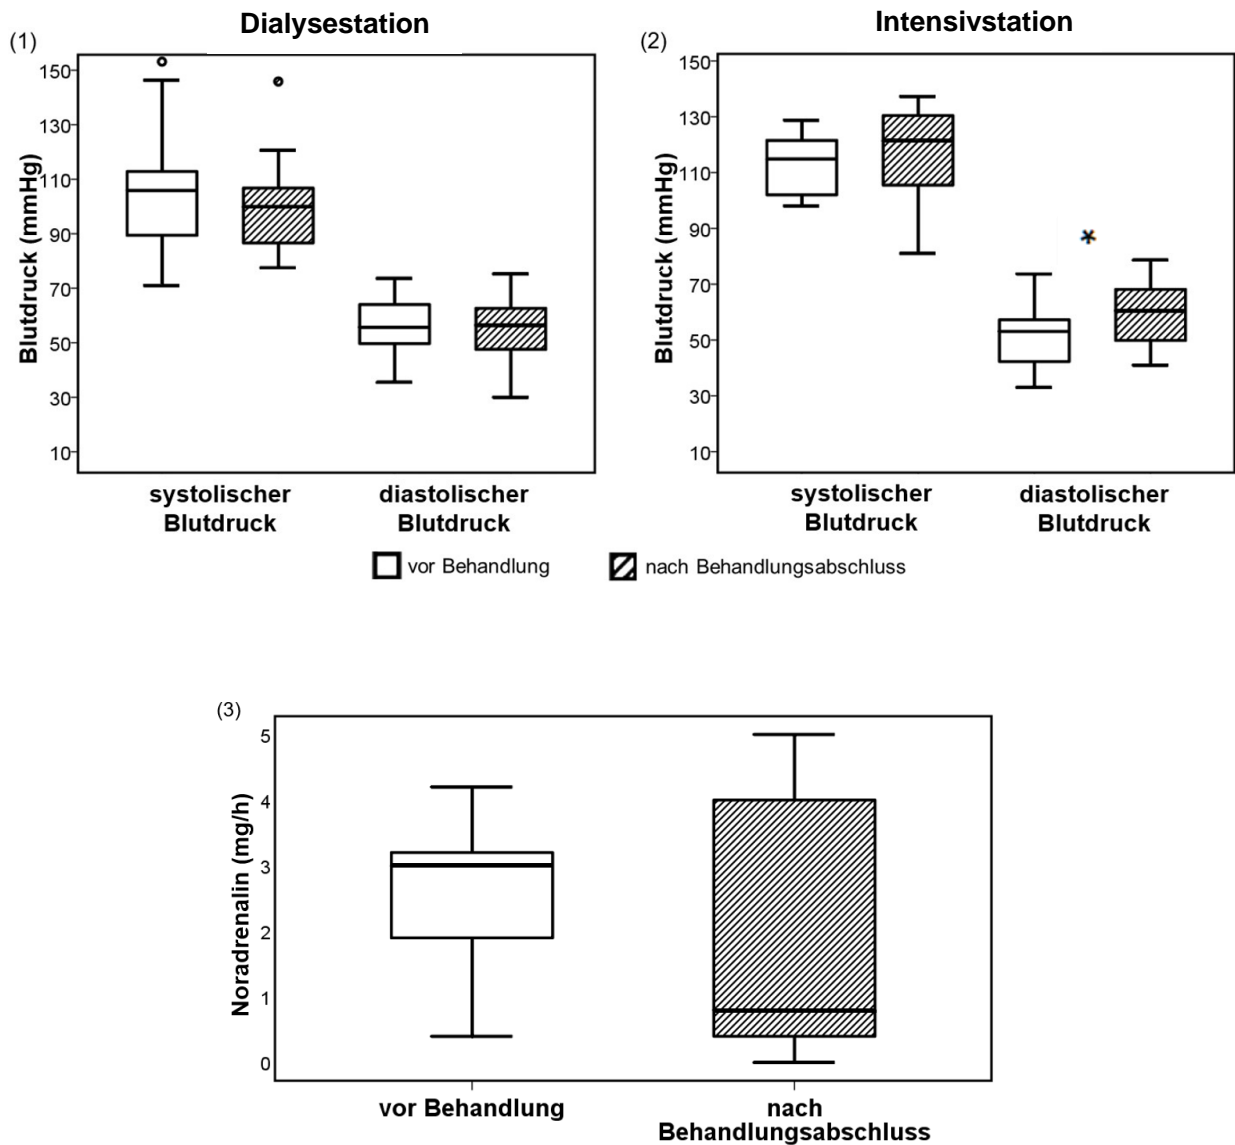 Dialysestation
Intensivstation
(1)
(2)
Blutdruck (mmHg)
150
130
110
90
70
50
30
10
systolischer
Blutdruck
diastolischer
Blutdruck
Blutdruck (mmHg)
150
130
110
90
70
50
30
10
*
systolischer
Blutdruck
diastolischer
Blutdruck
vor Behandlung
nach Behandlungsabschluss
(3)
Noradrenalin (mg/h)
5
4
3
2
1
0
vor Behandlung
nach
Behandlungsabschluss